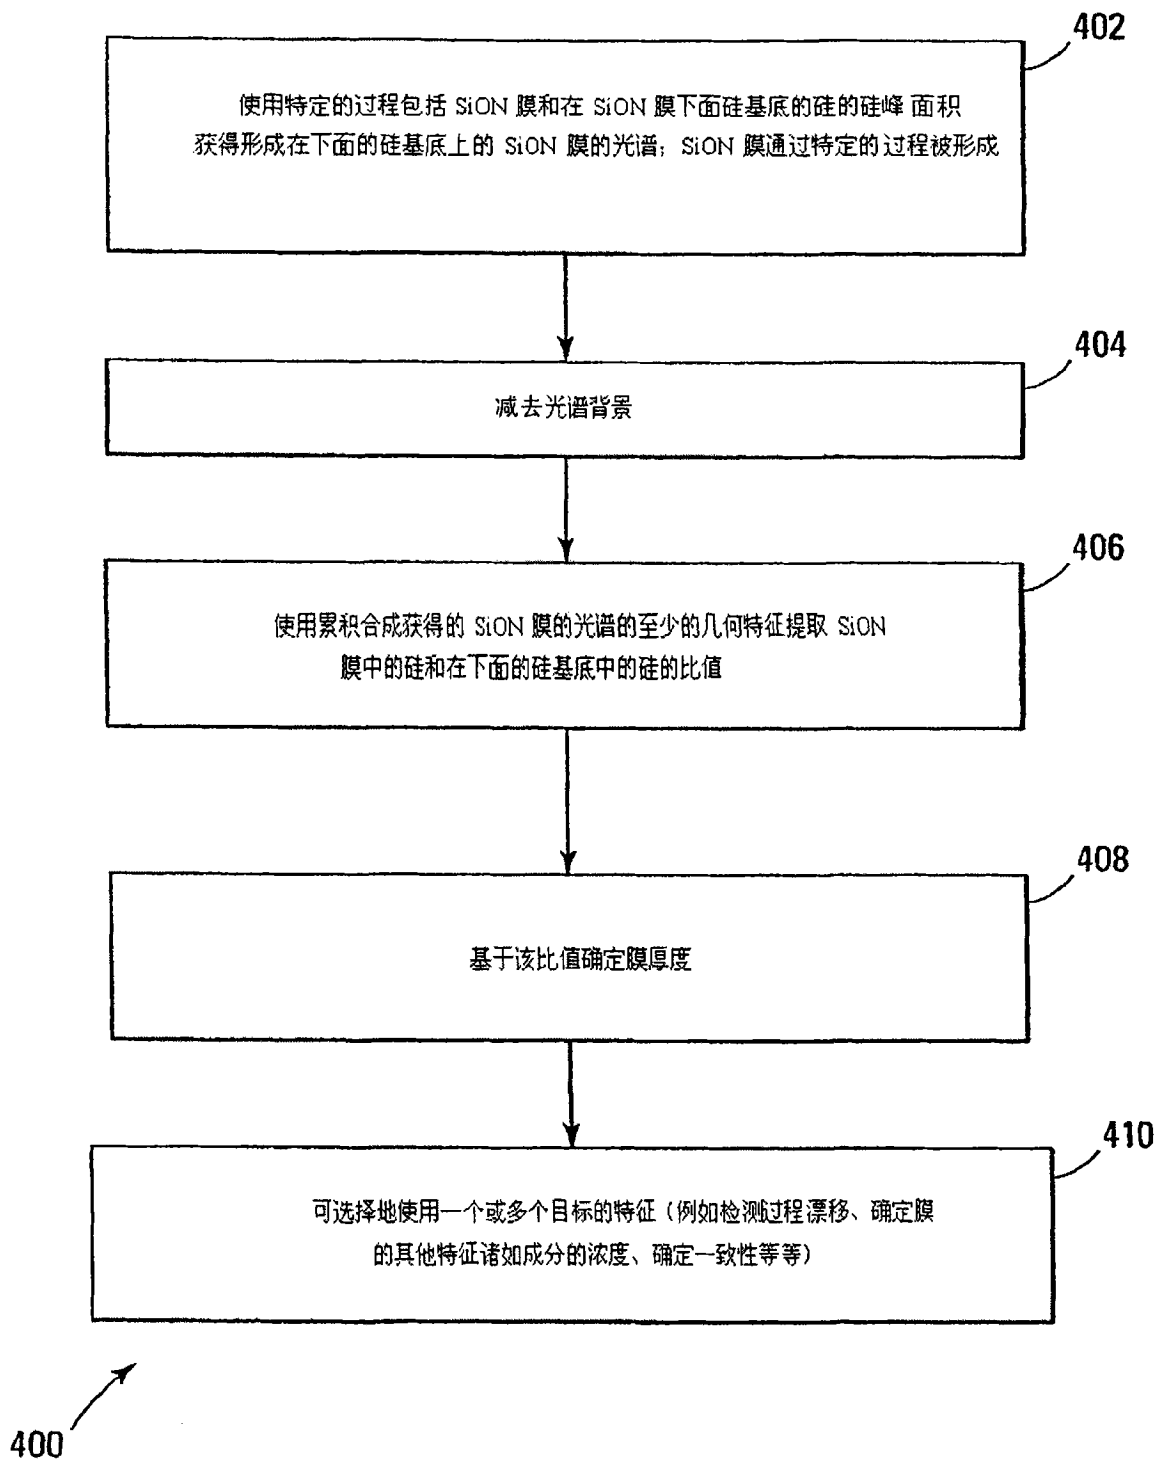 402
使用特定的过程包括 SiON 膜和在 SiON 膜下面硅基底的硅的硅峰 面积
获得形成在下面的硅基底上的 SiON 膜的光谱；SiON 膜通过特定的过程被形成
404
减去光谱背景
406
使用累积合成获得的 SiON 膜的光谱的至少的几何特征提取 SiON
膜中的硅和在下面的硅基底中的硅的比值
408
基于该比值确定膜厚度
410
可选择地使用一个或多个目标的特征（例如检测过程漂移、确定膜
的其他特征诸如成分的浓度、确定一致性等等）
400